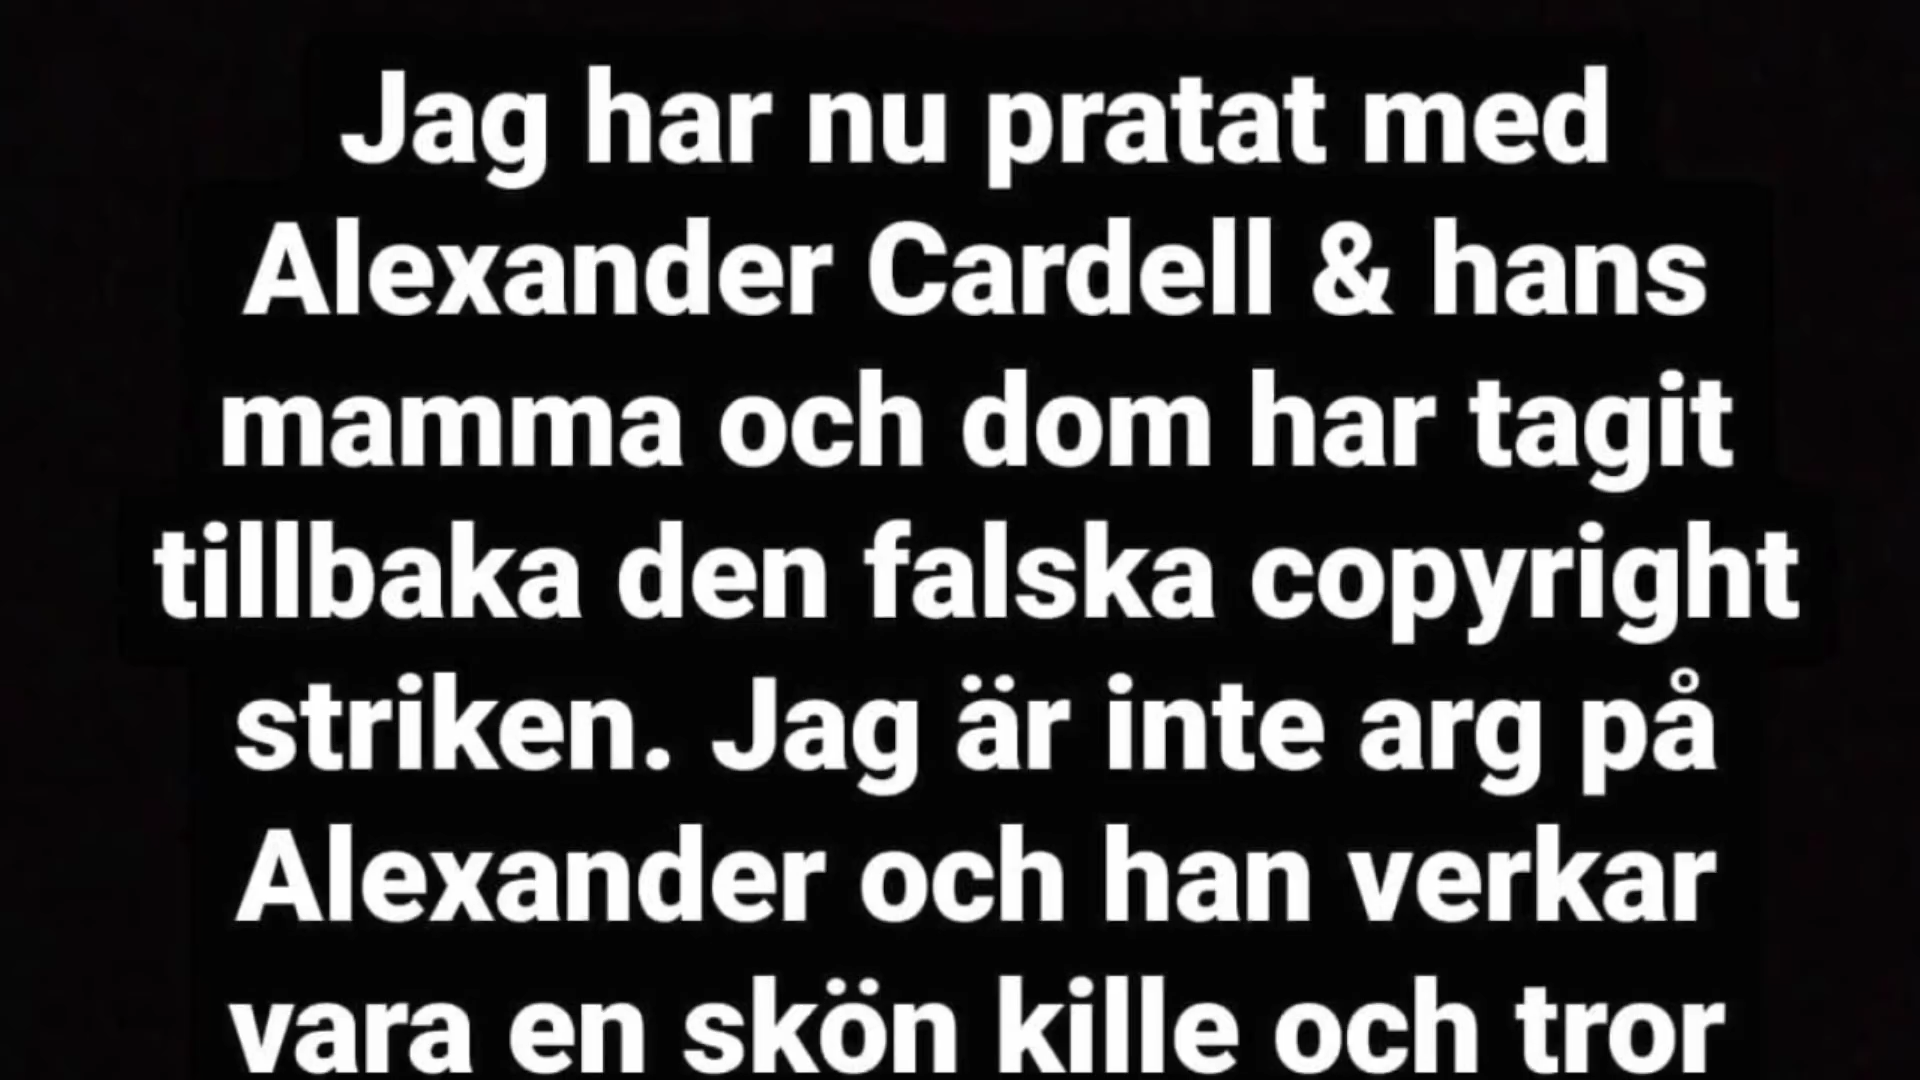 Jag har nu pratat med
Alexander Cardell & hans
mamma och dom har tagit
tillbaka den falska copyright
striken. Jag är inte arg på
Alexander och han verkar
vara en skön kille och tror